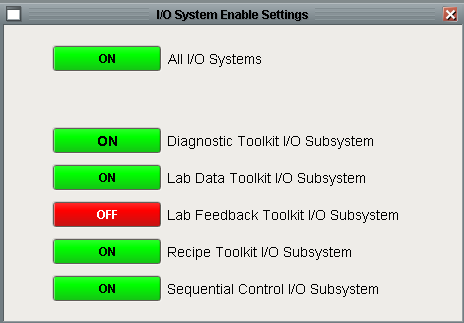 I/O System Enable Settings
ON All I/O Systems
ON Diagnostic Toolkit I/O Subsystem
ON Lab Data Toolkit I/O Subsystem
OFF Lab Feedback Toolkit I/O Subsystem
ON Recipe Toolkit I/O Subsystem
ON Sequential Control I/O Subsystem